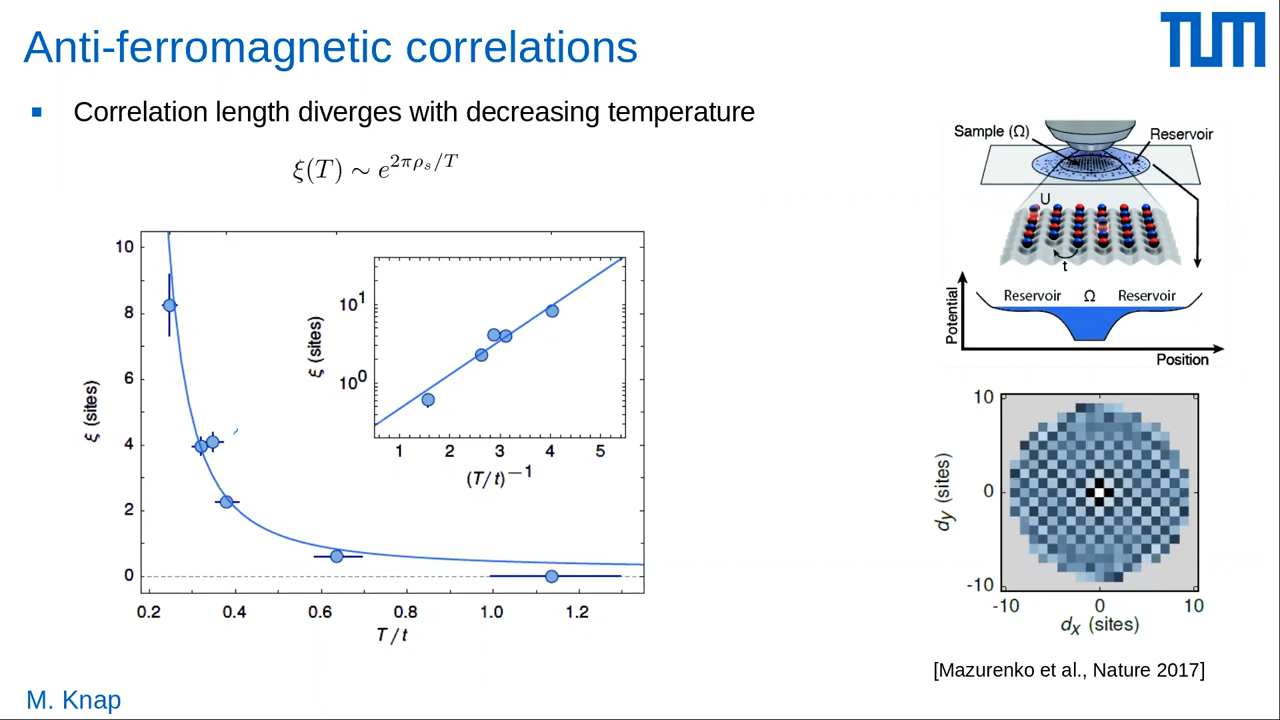 Anti-ferromagnetic correlations
TUM
▪ Correlation length diverges with decreasing temperature
ξ(T) ∼ e^{2πρ_s/T}
10
8
6
4
2
0
ξ (sites)
0.2 0.4 0.6 0.8 1.0 1.2
T/t
10^1
10^0
ξ (sites)
1 2 3 4 5
(T/t)^{−1}
Sample (Ω)
Reservoir
U
t
Reservoir Ω Reservoir
Potential
Position
10
0
-10
d_y (sites)
-10 0 10
d_x (sites)
[Mazurenko et al., Nature 2017]
M. Knap